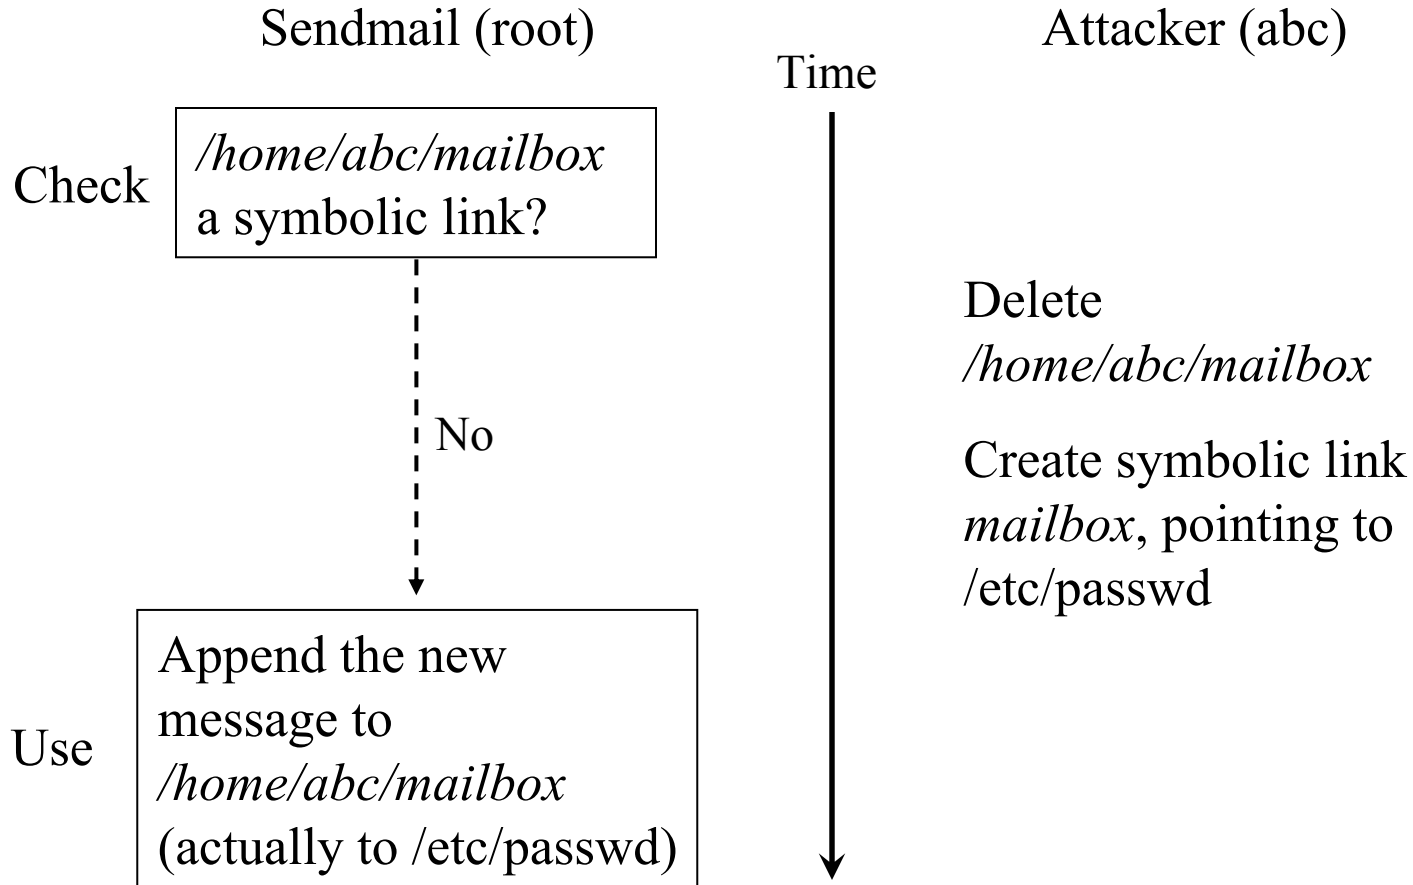 Sendmail (root)
Attacker (abc)
Time
Check
/home/abc/mailbox
a symbolic link?
Delete
/home/abc/mailbox
No
Create symbolic link
mailbox, pointing to
/etc/passwd
Use
Append the new
message to
/home/abc/mailbox
(actually to /etc/passwd)